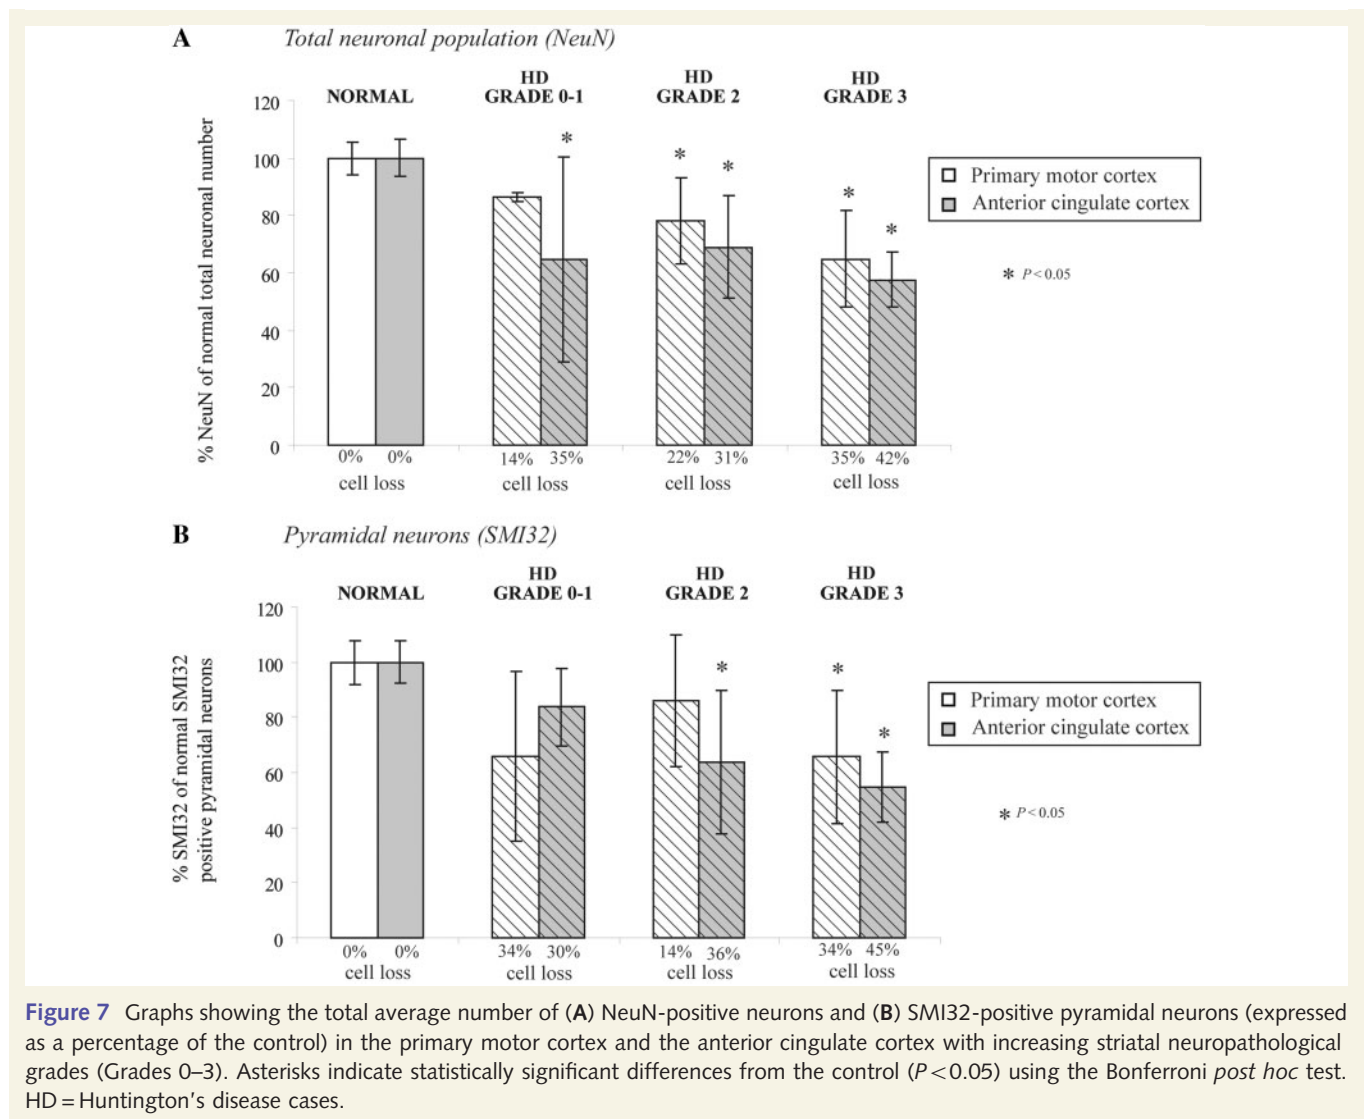 A Total neuronal population (NeuN)
NORMAL
HD
GRADE 0-1
HD
GRADE 2
HD
GRADE 3
% NeuN of normal total neuronal number
120
100
80
60
40
20
0
* 
* *
* *
Primary motor cortex
Anterior cingulate cortex
* P<0.05
0% 0%
cell loss
14% 35%
cell loss
22% 31%
cell loss
35% 42%
cell loss
B Pyramidal neurons (SMI32)
NORMAL
HD
GRADE 0-1
HD
GRADE 2
HD
GRADE 3
% SMI32 of normal SMI32
positive pyramidal neurons
120
100
80
60
40
20
0
*
* *
Primary motor cortex
Anterior cingulate cortex
* P<0.05
0% 0%
cell loss
34% 30%
cell loss
14% 36%
cell loss
34% 45%
cell loss
Figure 7 Graphs showing the total average number of (A) NeuN-positive neurons and (B) SMI32-positive pyramidal neurons (expressed
as a percentage of the control) in the primary motor cortex and the anterior cingulate cortex with increasing striatal neuropathological
grades (Grades 0–3). Asterisks indicate statistically significant differences from the control (P<0.05) using the Bonferroni post hoc test.
HD = Huntington's disease cases.